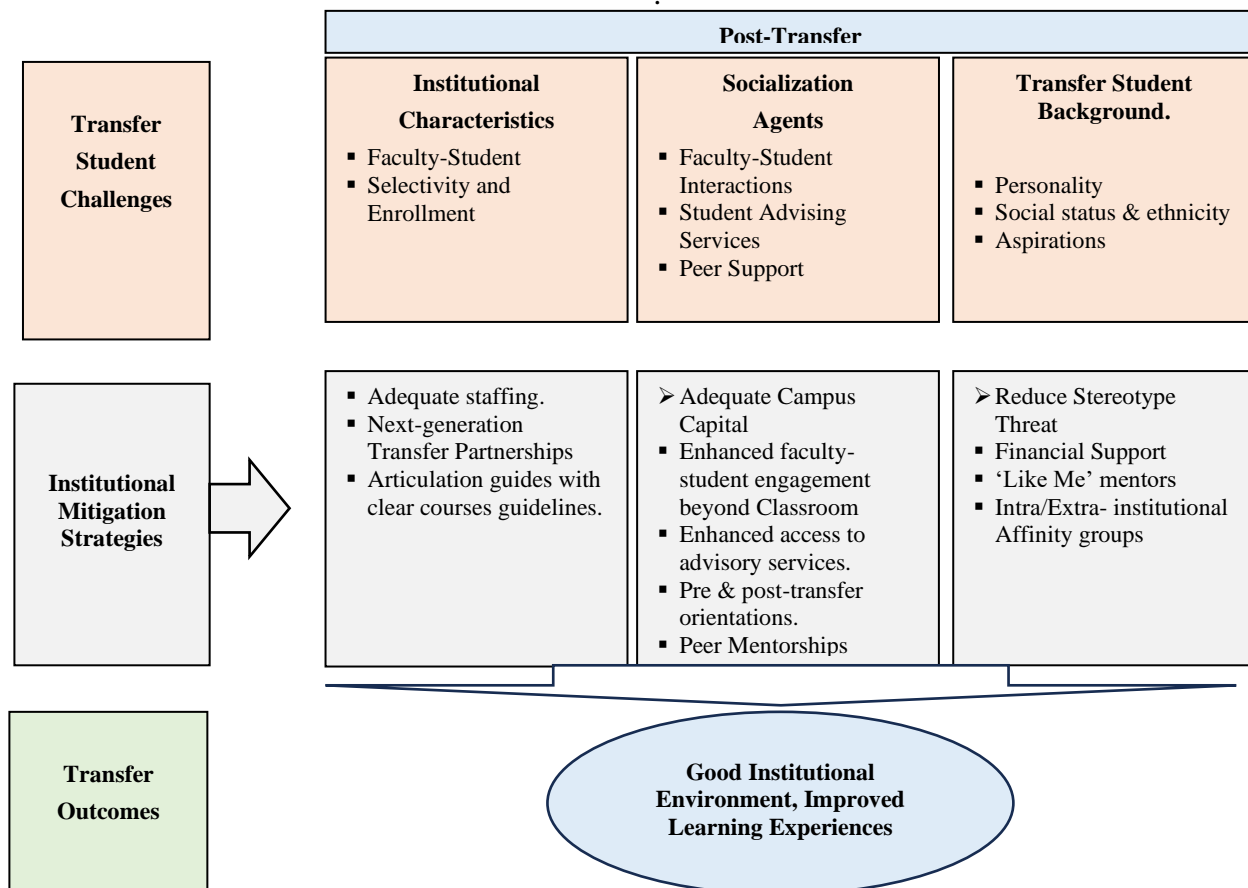 Post-Transfer
Transfer
Student
Challenges
Institutional
Characteristics
▪ Faculty-Student
▪ Selectivity and
Enrollment
Socialization
Agents
▪ Faculty-Student
Interactions
▪ Student Advising
Services
▪ Peer Support
Transfer Student
Background.
▪ Personality
▪ Social status & ethnicity
▪ Aspirations
Institutional
Mitigation
Strategies
▪ Adequate staffing.
▪ Next-generation
Transfer Partnerships
▪ Articulation guides with
clear courses guidelines.
➢ Adequate Campus
Capital
▪ Enhanced faculty-
student engagement
beyond Classroom
▪ Enhanced access to
advisory services.
▪ Pre & post-transfer
orientations.
▪ Peer Mentorships
➢ Reduce Stereotype
Threat
▪ Financial Support
▪ ‘Like Me’ mentors
▪ Intra/Extra- institutional
Affinity groups
Transfer
Outcomes
Good Institutional
Environment, Improved
Learning Experiences